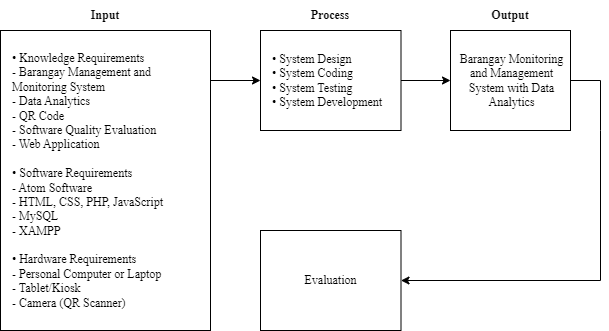 Input
• Knowledge Requirements
- Barangay Management and
Monitoring System
- Data Analytics
- QR Code
- Software Quality Evaluation
- Web Application
• Software Requirements
- Atom Software
- HTML, CSS, PHP, JavaScript
- MySQL
- XAMPP
• Hardware Requirements
- Personal Computer or Laptop
- Tablet/Kiosk
- Camera (QR Scanner)
Process
• System Design
• System Coding
• System Testing
• System Development
Output
Barangay Monitoring
and Management
System with Data
Analytics
Evaluation